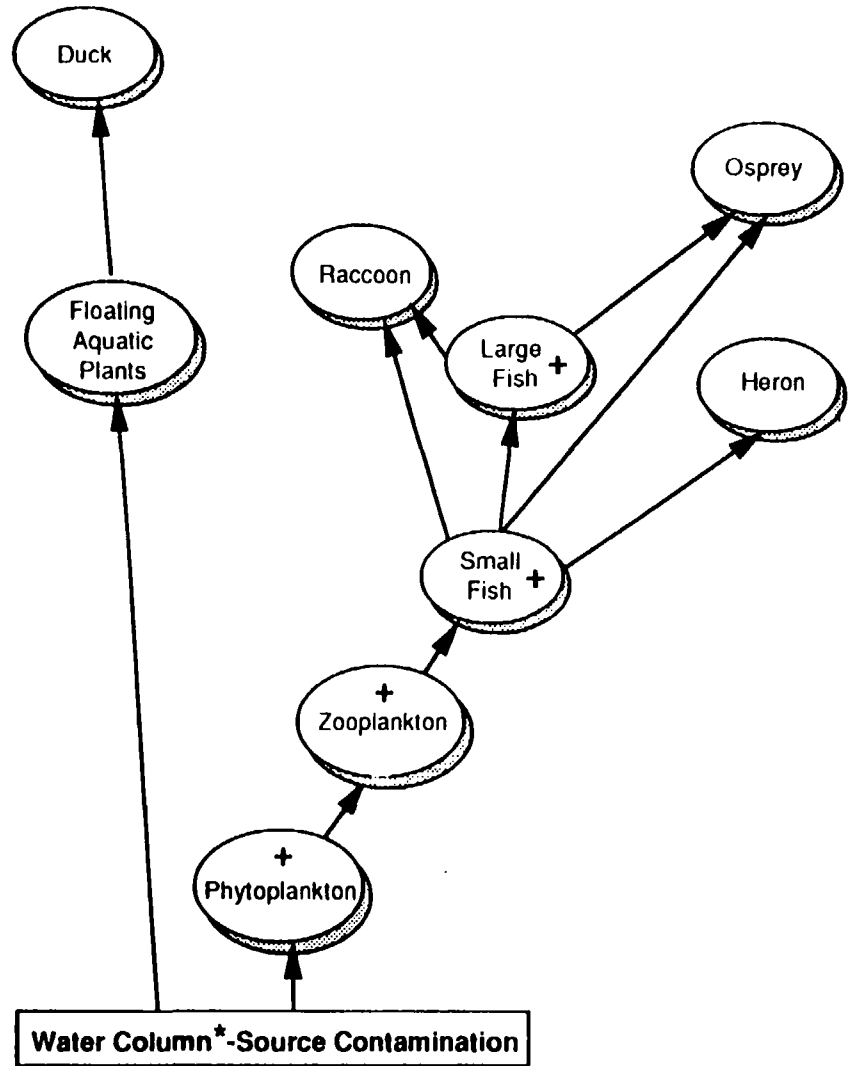 Duck
Osprey
Raccoon
Floating
Aquatic
Plants
Large
Fish +
Heron
Small
Fish +
+
Zooplankton
+
Phytoplankton
Water Column*-Source Contamination